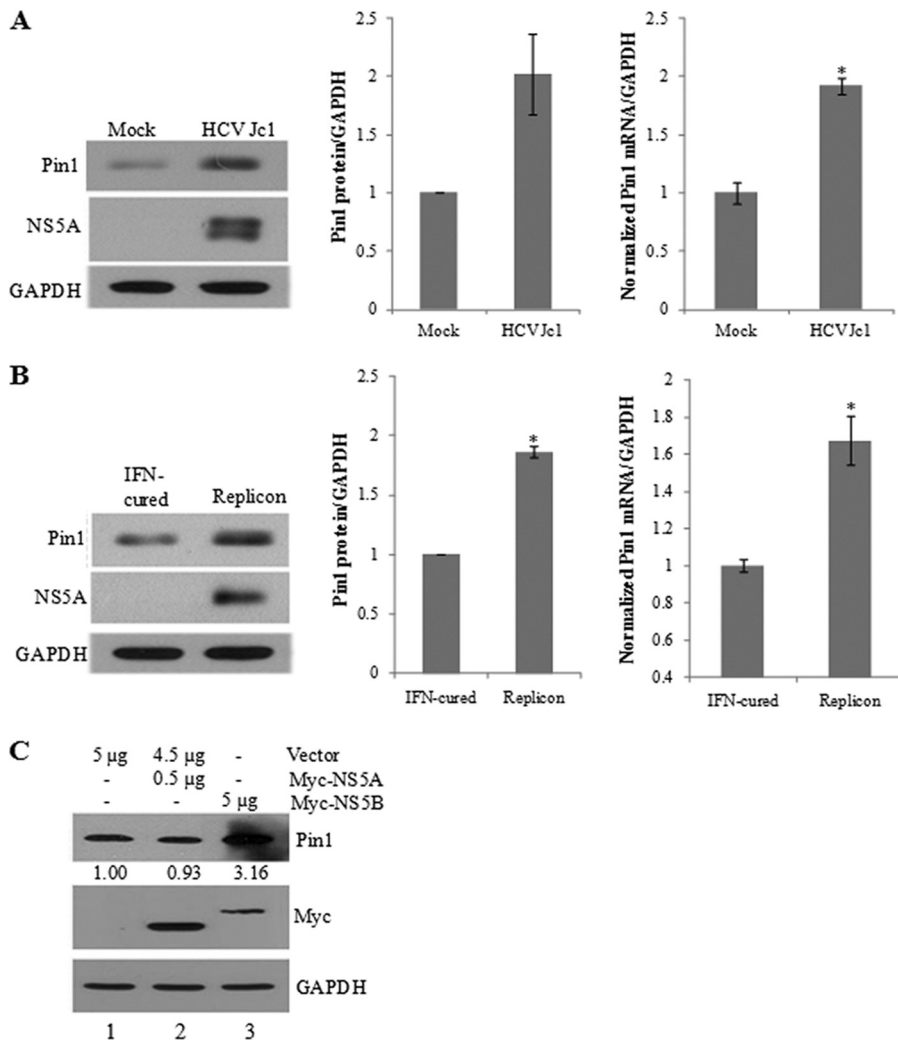 A
Mock HCV Jc1
Pin1
NS5A
GAPDH
Pin1 protein/GAPDH
2.5
2
1.5
1
0.5
0
Mock HCVJc1
Normalized Pin1 mRNA/GAPDH
2.5
2
1.5
1
0.5
0
*
Mock HCVJc1
B
IFN-
cured Replicon
Pin1
NS5A
GAPDH
Pin1 protein/GAPDH
2.5
2
1.5
1
0.5
0
*
IFN-cured Replicon
Normalized Pin1 mRNA/GAPDH
2
1.8
1.6
1.4
1.2
1
0.8
0.6
0.4
*
IFN-cured Replicon
C
5 µg 4.5 µg - Vector
- 0.5 µg - Myc-NS5A
- - 5 µg Myc-NS5B
Pin1
1.00 0.93 3.16
Myc
GAPDH
1 2 3